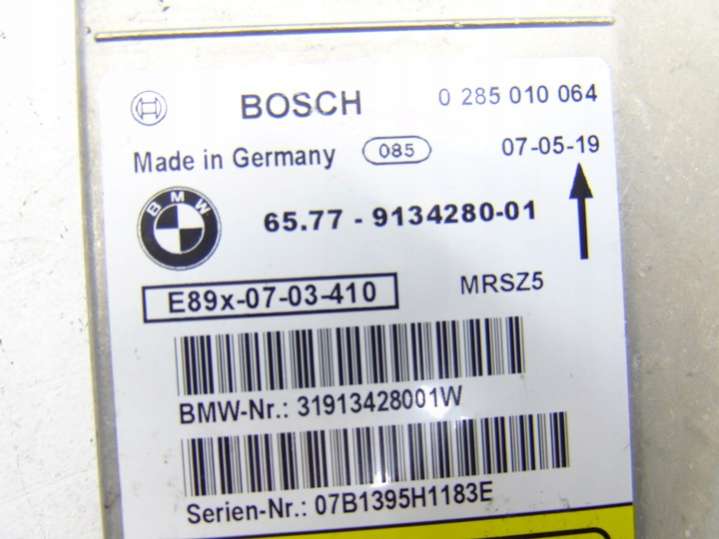 BOSCH 0 285 010 064
Made in Germany 085 07-05-19
BMW 65.77 - 9134280-01
E89x-07-03-410 MRSZ5
BMW-Nr.: 31913428001W
Serien-Nr.: 07B1395H1183E